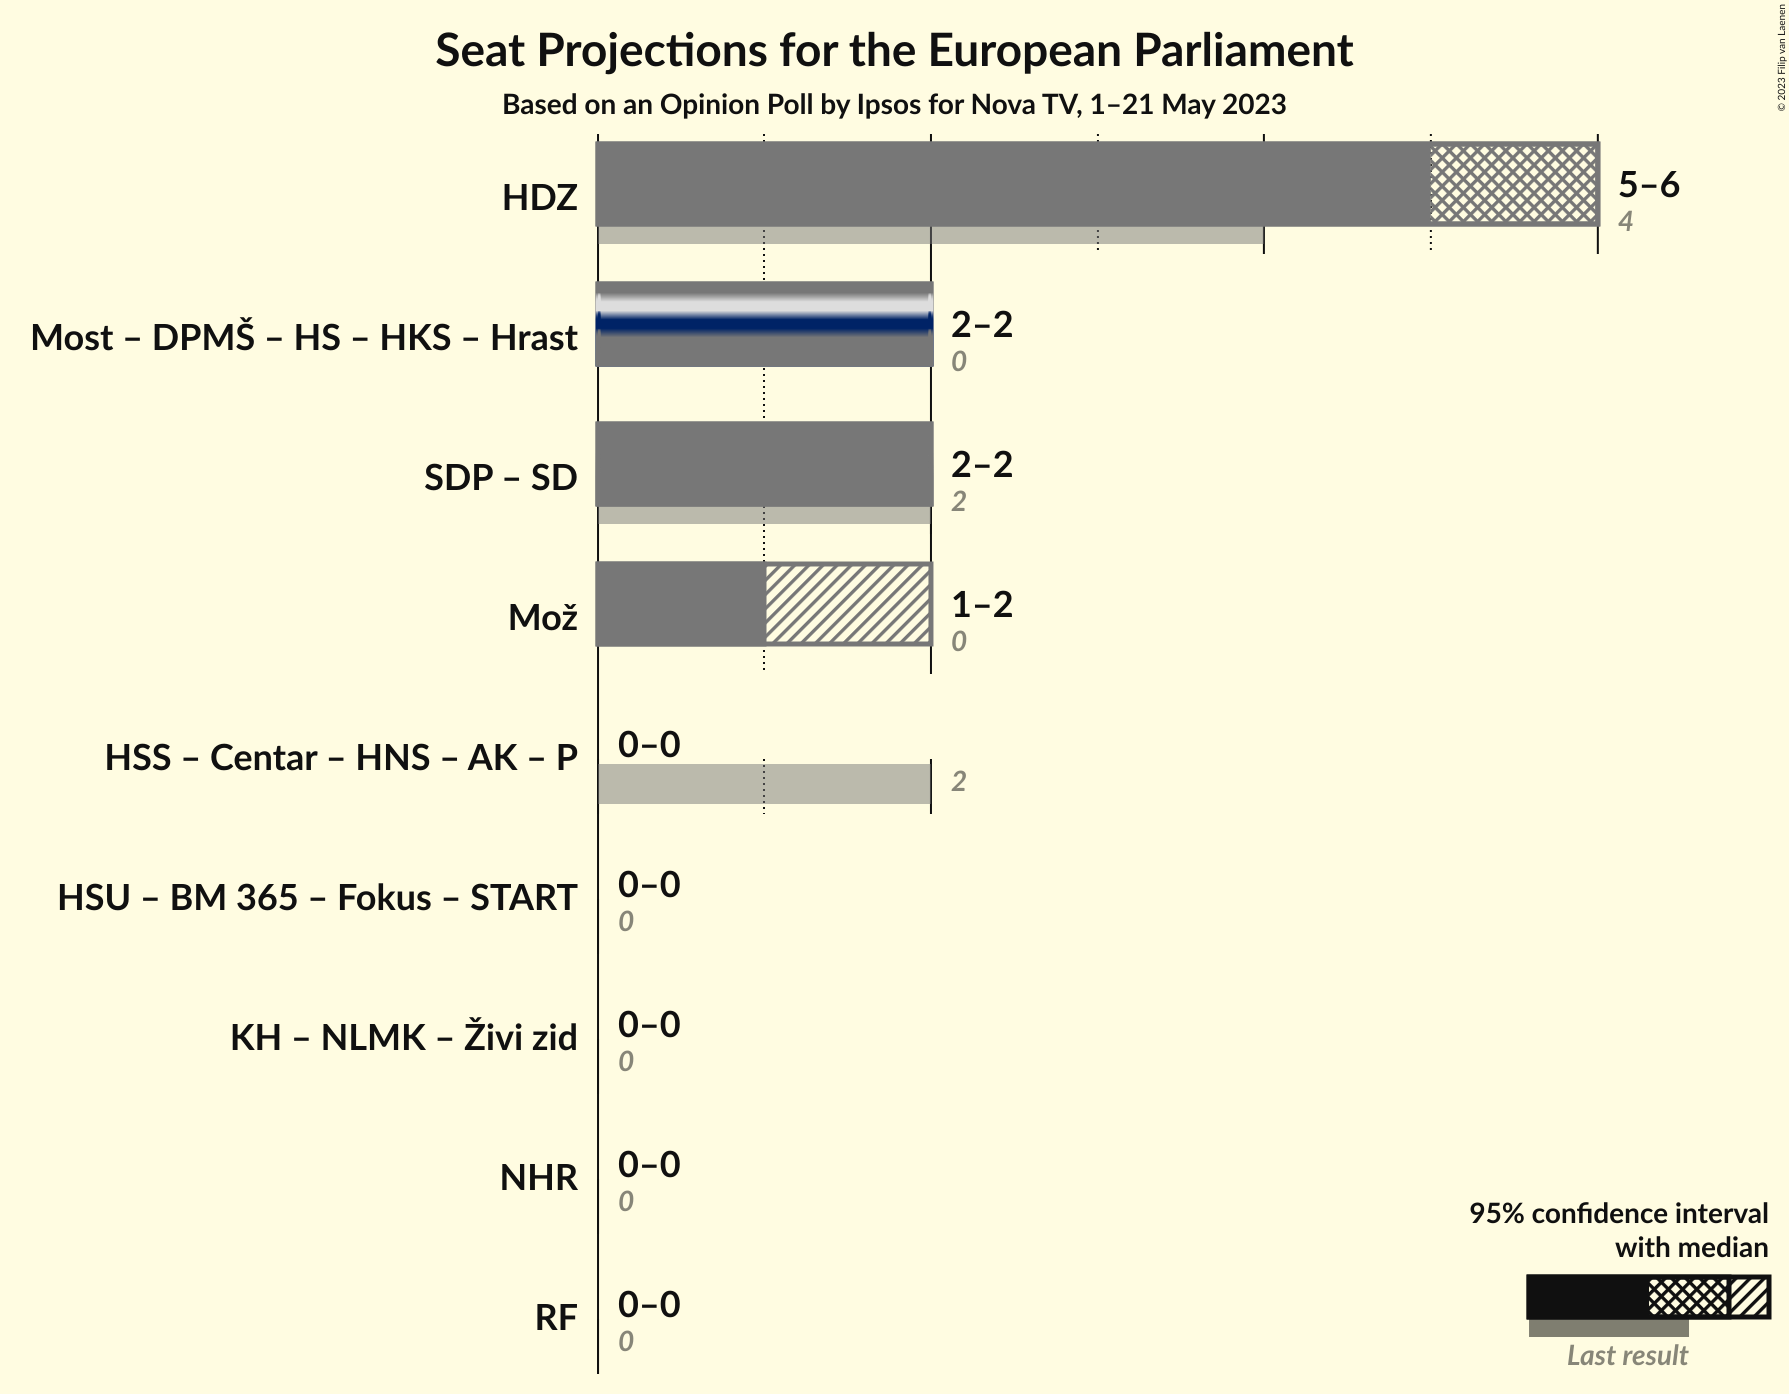 Seat Projections for the European Parliament
Based on an Opinion Poll by Ipsos for Nova TV, 1–21 May 2023
© 2023 Filip van Laenen
HDZ
5–6
4
Most – DPMŠ – HS – HKS – Hrast
2–2
0
SDP – SD
2–2
2
Mož
1–2
0
HSS – Centar – HNS – AK – P
0–0
2
HSU – BM 365 – Fokus – START
0–0
0
KH – NLMK – Živi zid
0–0
0
NHR
0–0
0
RF
0–0
0
95% confidence interval
with median
Last result